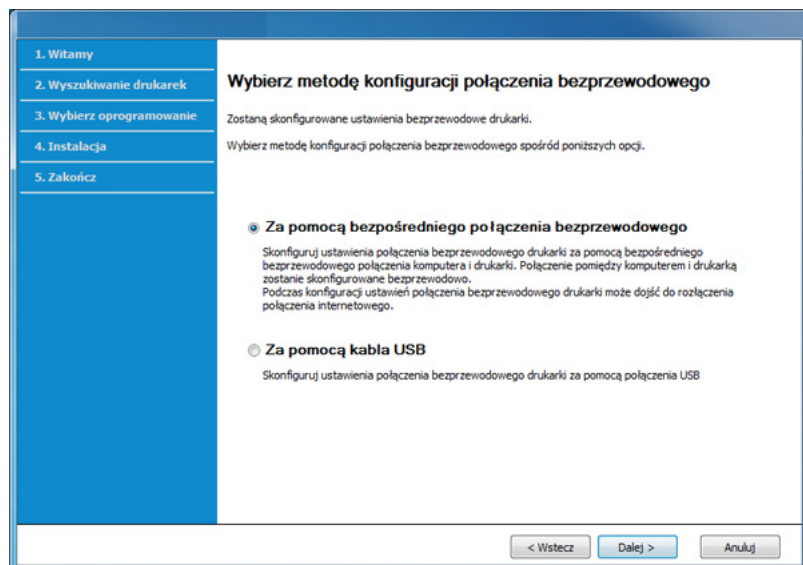 1. Witamy
2. Wyszukiwanie drukarek
3. Wybierz oprogramowanie
4. Instalacja
5. Zakończ
Wybierz metodę konfiguracji połączenia bezprzewodowego
Zostaną skonfigurowane ustawienia bezprzewodowe drukarki.
Wybierz metodę konfiguracji połączenia bezprzewodowego spośród poniższych opcji.
Za pomocą bezpośredniego połączenia bezprzewodowego
Skonfiguruj ustawienia połączenia bezprzewodowego drukarki za pomocą bezpośredniego
bezprzewodowego połączenia komputera i drukarki. Połączenie pomiędzy komputerem i drukarką
zostanie skonfigurowane bezprzewodowo.
Podczas konfiguracji ustawień połączenia bezprzewodowego drukarki może dojść do rozłączenia
połączenia internetowego.
Za pomocą kabla USB
Skonfiguruj ustawienia połączenia bezprzewodowego drukarki za pomocą połączenia USB
< Wstecz
Dalej >
Anuluj